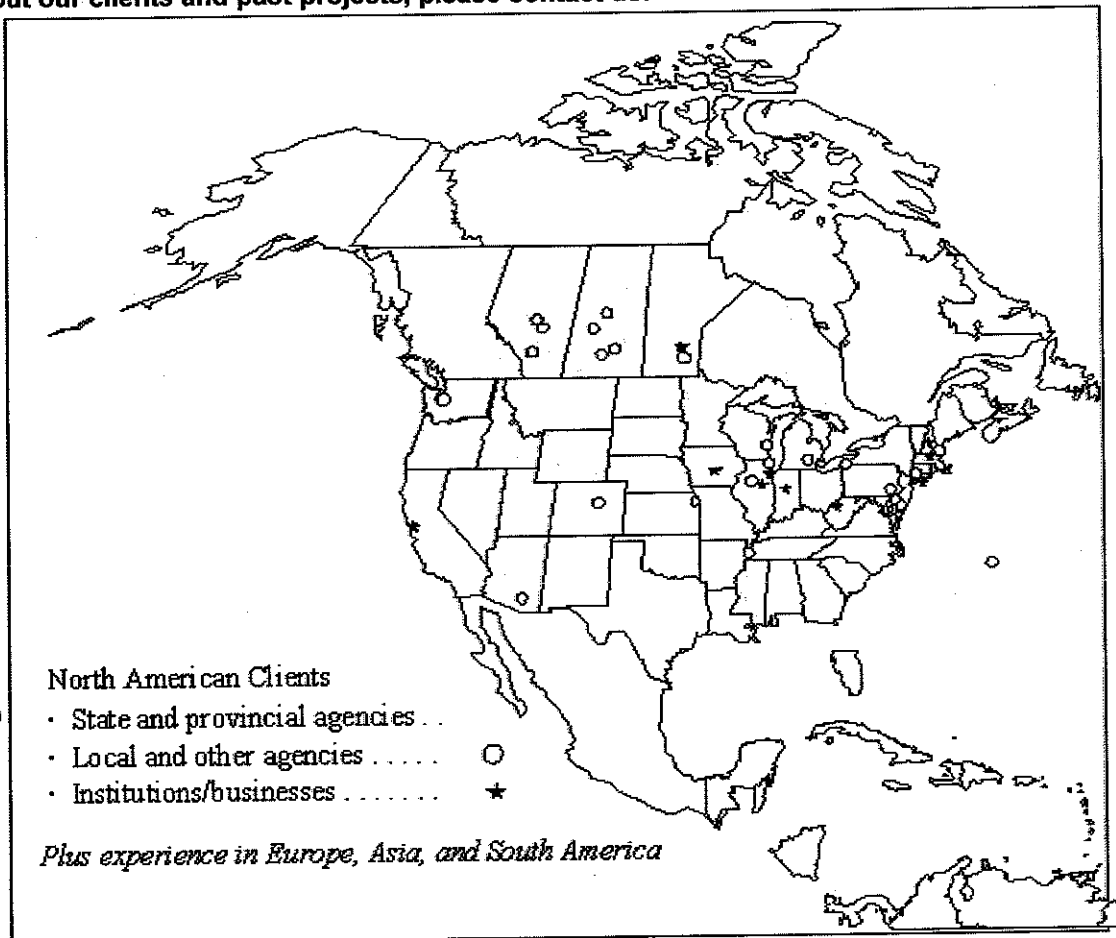 out our clients and past projects, please contact us.
North American Clients
· State and provincial agencies . .
· Local and other agencies . . . . .
· Institutions/businesses . . . . . . .
Plus experience in Europe, Asia, and South America